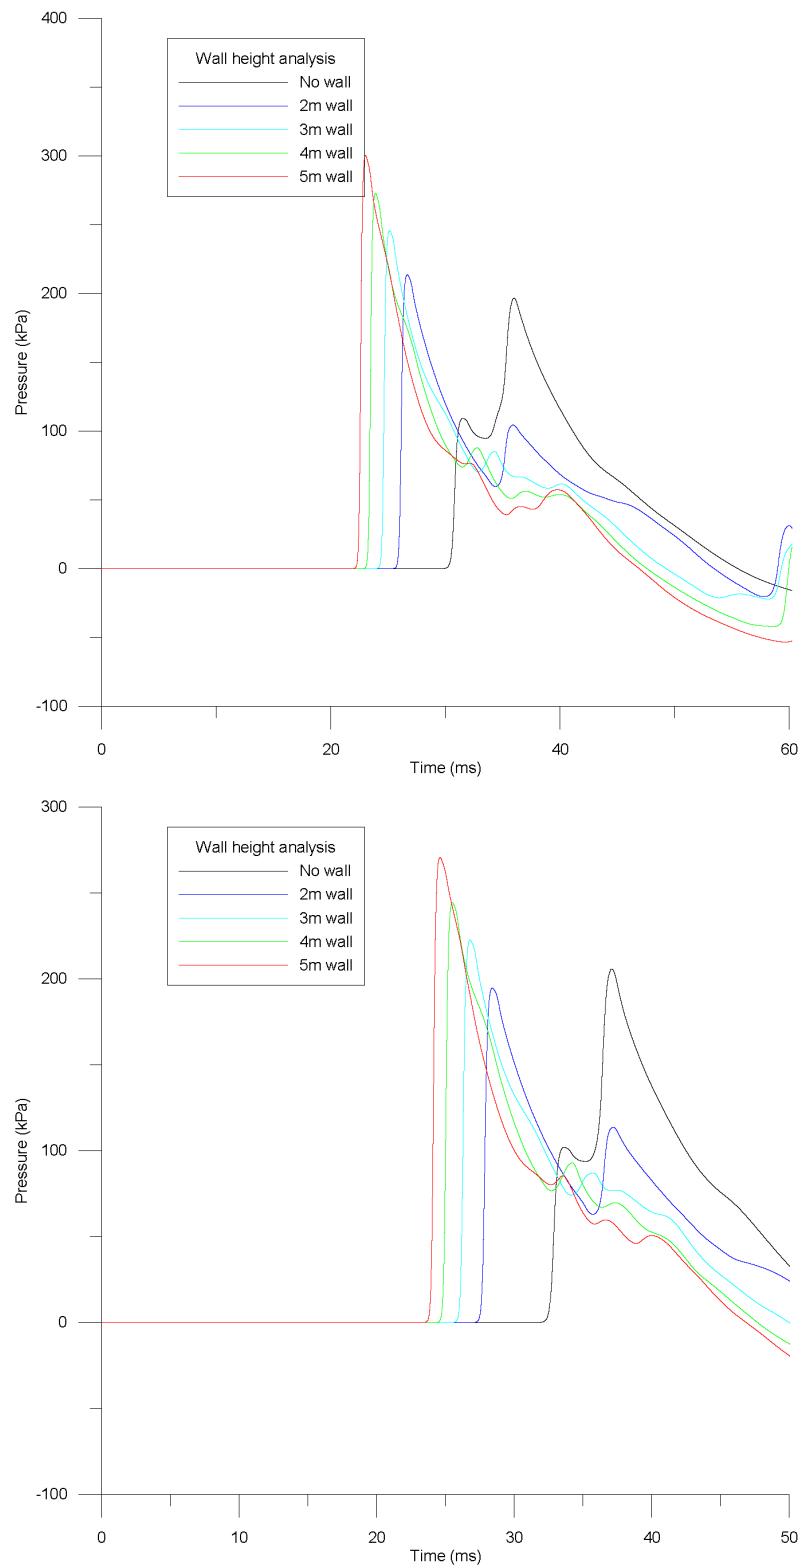 400
300
200
100
0
-100
Pressure (kPa)
Wall height analysis
No wall
2m wall
3m wall
4m wall
5m wall
0
20
40
60
Time (ms)
300
200
100
0
-100
Pressure (kPa)
Wall height analysis
No wall
2m wall
3m wall
4m wall
5m wall
0
10
20
30
40
50
Time (ms)